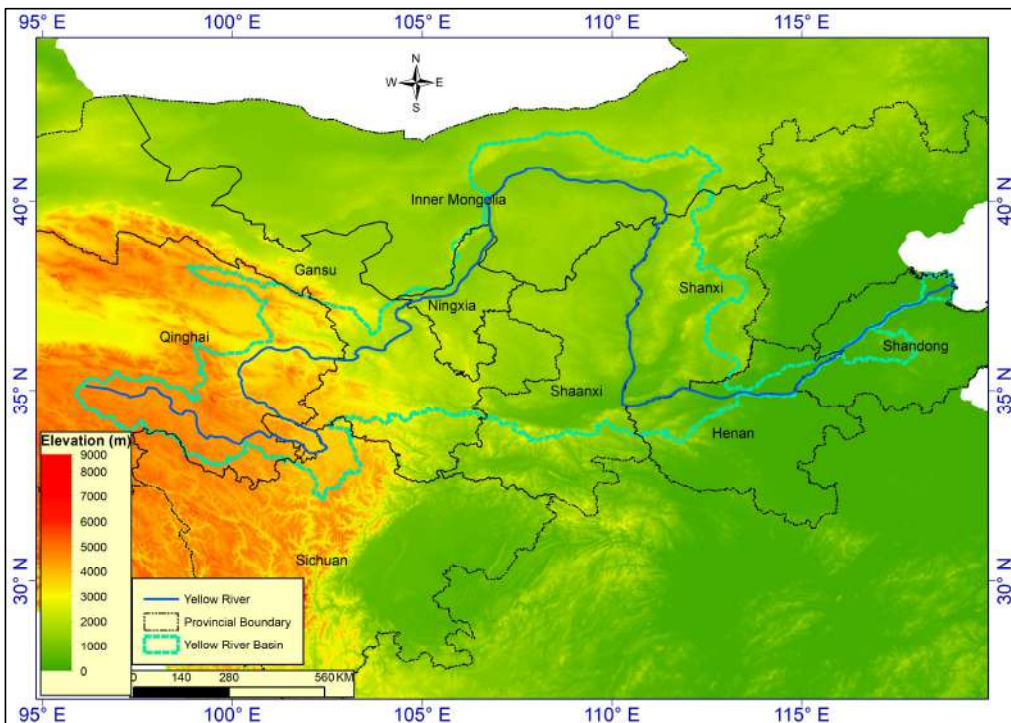 95° E 100° E 105° E 110° E 115° E
N
W E
S
40° N 40° N
Inner Mongolia
Gansu
Shanxi
Ningxia
Qinghai
Shandong
35° N 35° N
Shaanxi
Henan
Elevation (m)
9000
8000
7000
6000
5000
4000
3000
2000
1000
0
Sichuan
30° N 30° N
Yellow River
Provincial Boundary
Yellow River Basin
0 140 280 560 KM
95° E 100° E 105° E 110° E 115° E